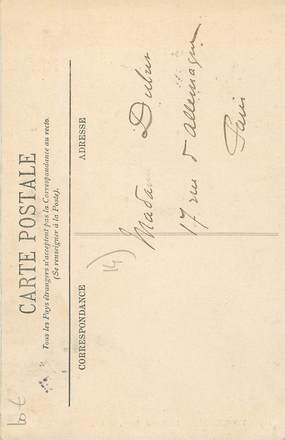 CARTE POSTALE
Tous les Pays étrangers n'acceptent pas la Correspondance au recto.
(Se renseigner à la Poste).
CORRESPONDANCE
ADRESSE
14)
Madame Dubus
17 rue d'Allemagne
Paris